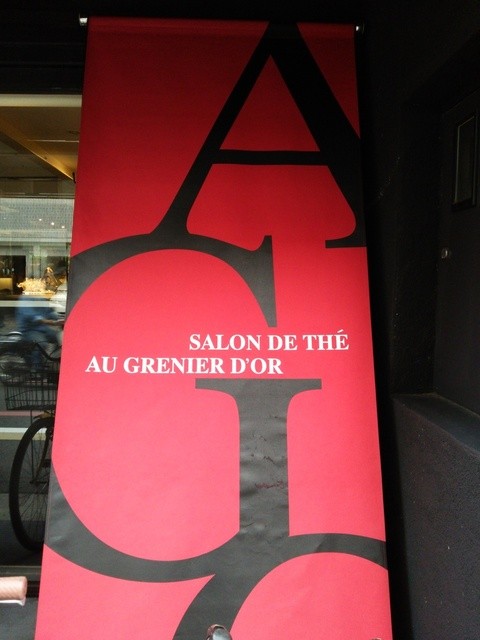 A
G
SALON DE THÉ
AU GRENIER D'OR